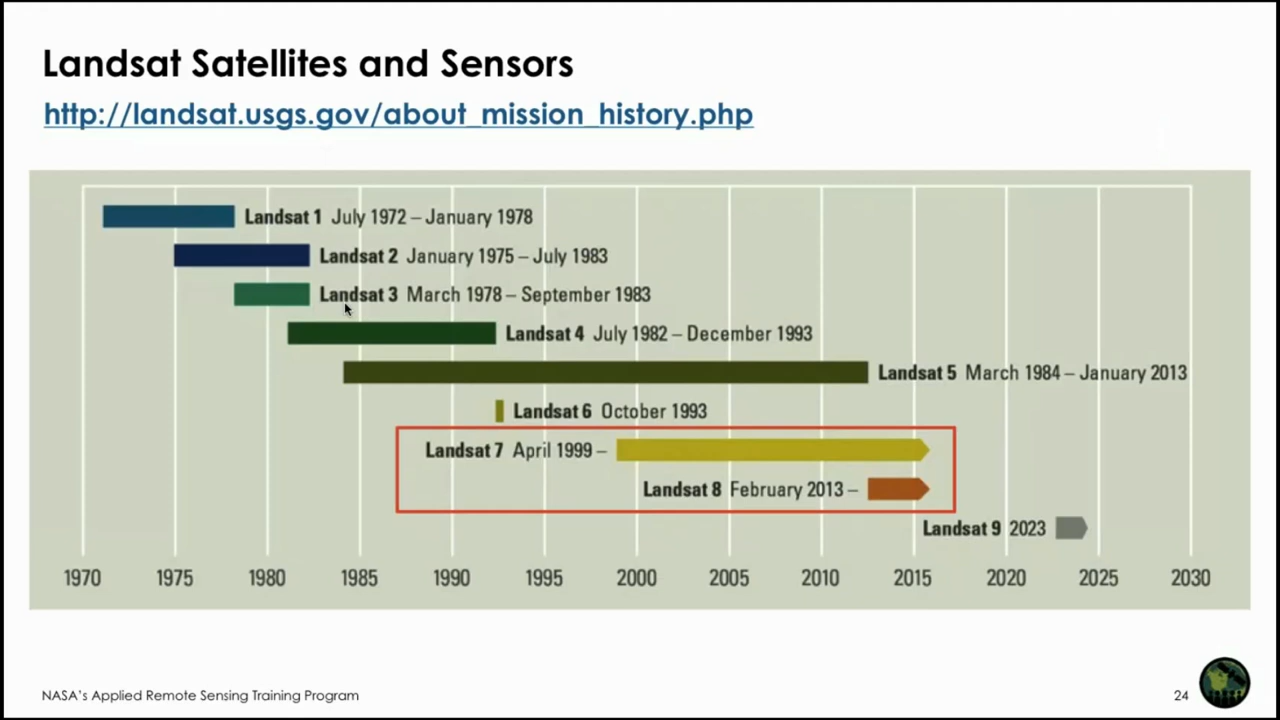 Landsat Satellites and Sensors
http://landsat.usgs.gov/about_mission_history.php
Landsat 1 July 1972 – January 1978
Landsat 2 January 1975 – July 1983
Landsat 3 March 1978 – September 1983
Landsat 4 July 1982 – December 1993
Landsat 5 March 1984 – January 2013
Landsat 6 October 1993
Landsat 7 April 1999 –
Landsat 8 February 2013 –
Landsat 9 2023
1970 1975 1980 1985 1990 1995 2000 2005 2010 2015 2020 2025 2030
NASA's Applied Remote Sensing Training Program
24